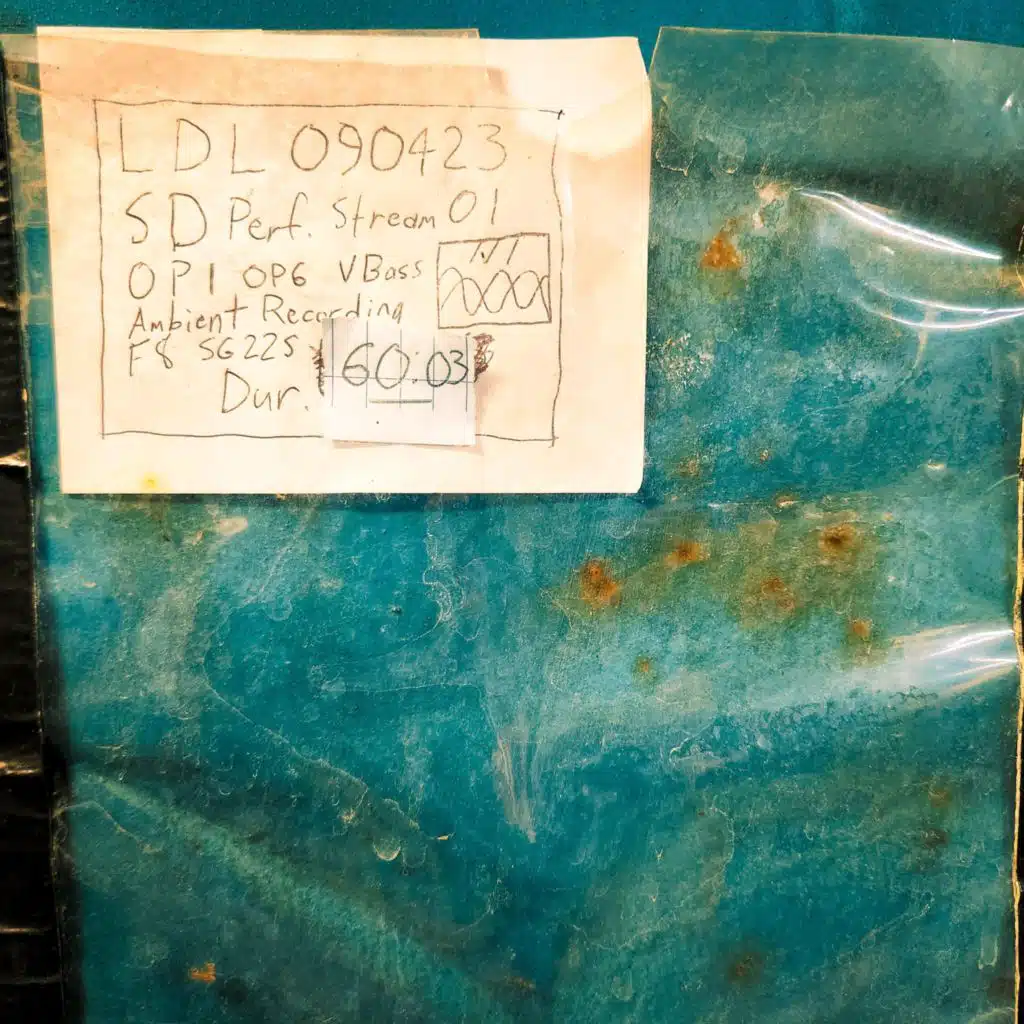 LDL 090423
SD Perf. Stream 01
OP1 OP6 VBass
Ambient Recording
F8 SG225
Dur. 60:03